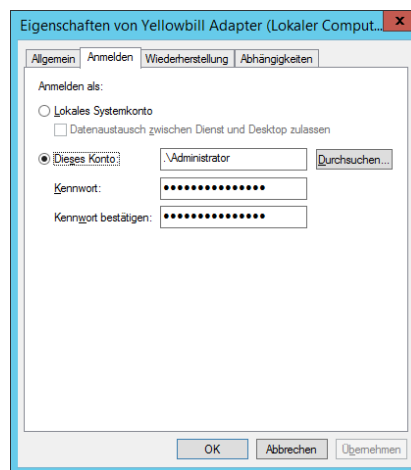 Eigenschaften von Yellowbill Adapter (Lokaler Comput... x
Allgemein Anmelden Wiederherstellung Abhängigkeiten
Anmelden als:
Lokales Systemkonto
Datenaustausch zwischen Dienst und Desktop zulassen
Dieses Konto: .\Administrator Durchsuchen...
Kennwort: •••••••••••••••
Kennwort bestätigen: •••••••••••••••
OK Abbrechen Übernehmen